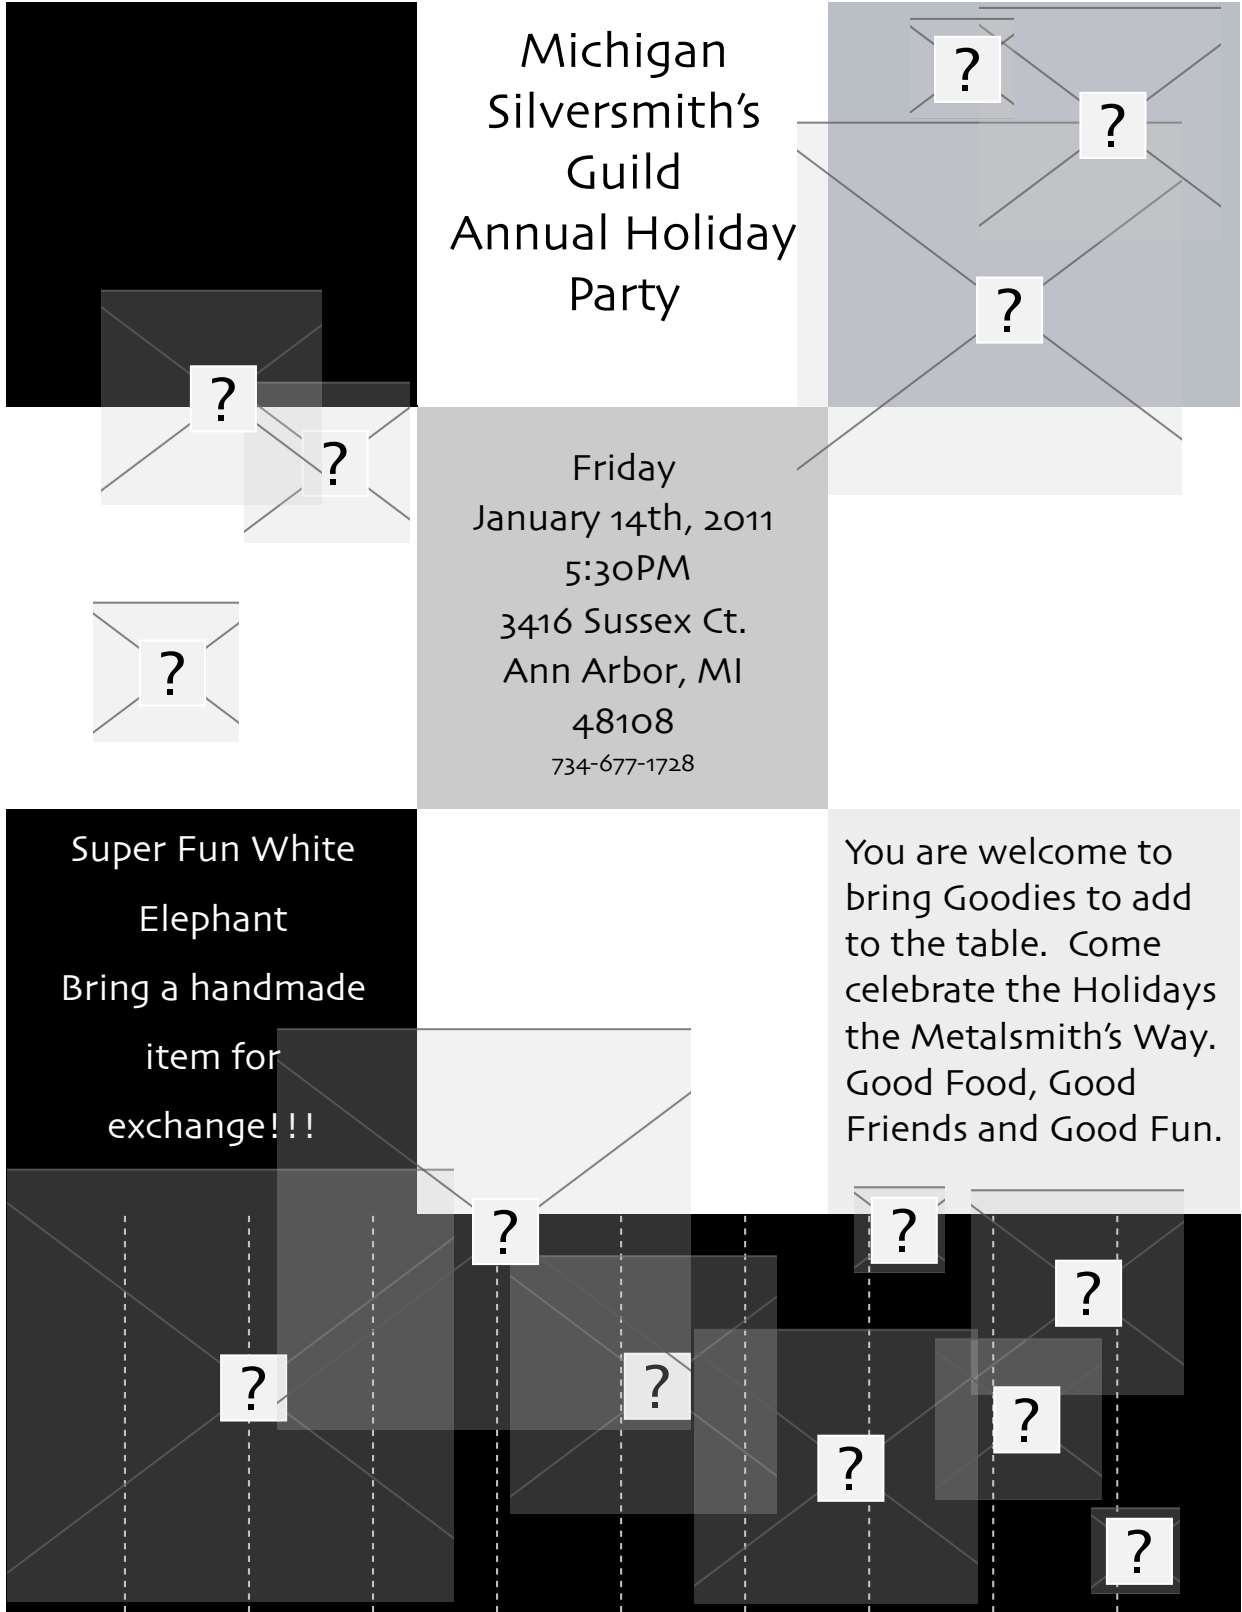 Michigan
Silversmith's
Guild
Annual Holiday
Party
?
?
?
?
?
?
Friday
January 14th, 2011
5:30PM
3416 Sussex Ct.
Ann Arbor, MI
48108
734-677-1728
Super Fun White
Elephant
Bring a handmade
item for
exchange!!!
You are welcome to
bring Goodies to add
to the table.  Come
celebrate the Holidays
the Metalsmith's Way.
Good Food, Good
Friends and Good Fun.
?
?
?
?
?
?
?
?